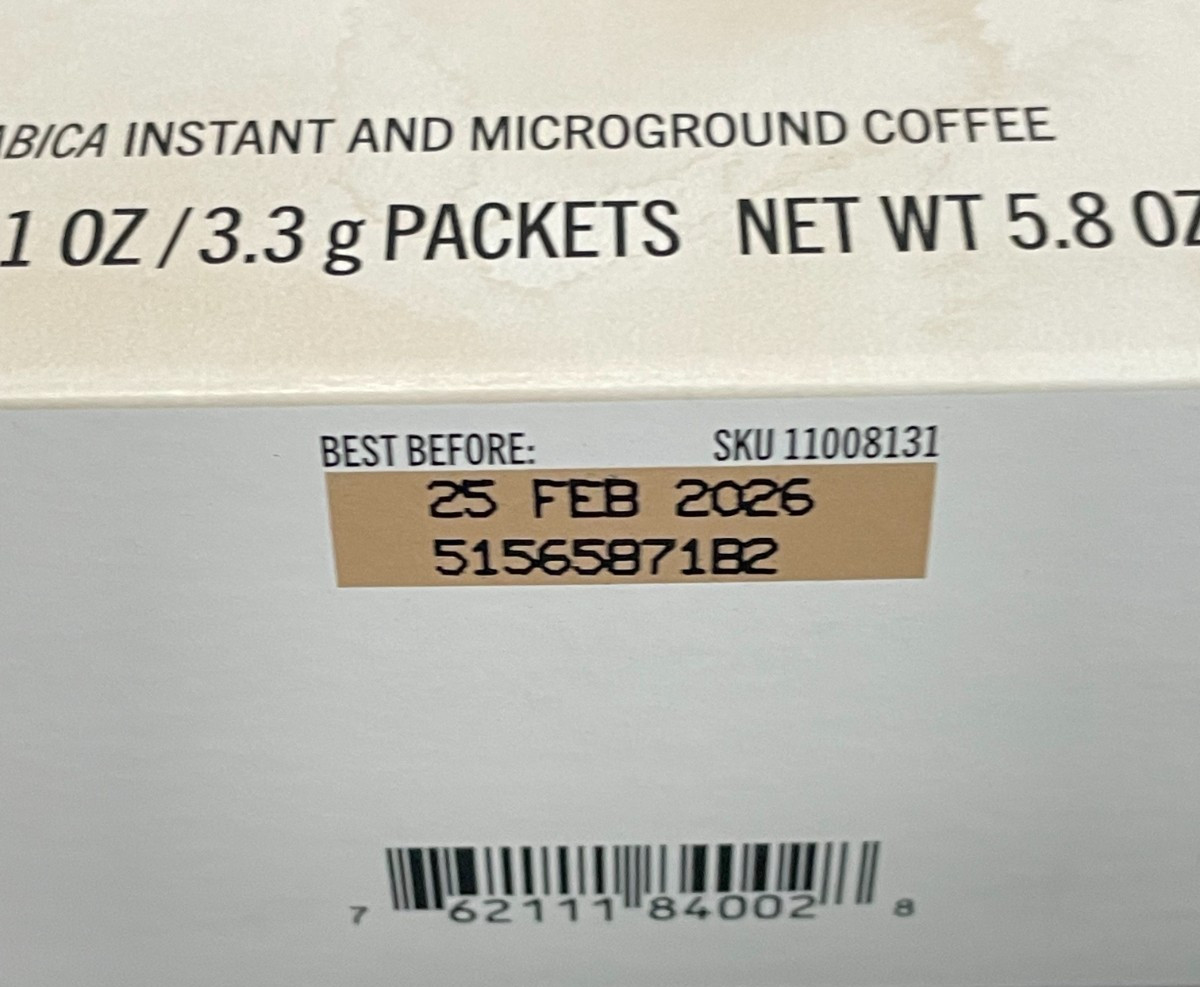 ABICA INSTANT AND MICROGROUND COFFEE
1 OZ / 3.3 g PACKETS NET WT 5.8 OZ
BEST BEFORE: SKU 11008131
25 FEB 2026
51565871B2
7 62111 84002 8